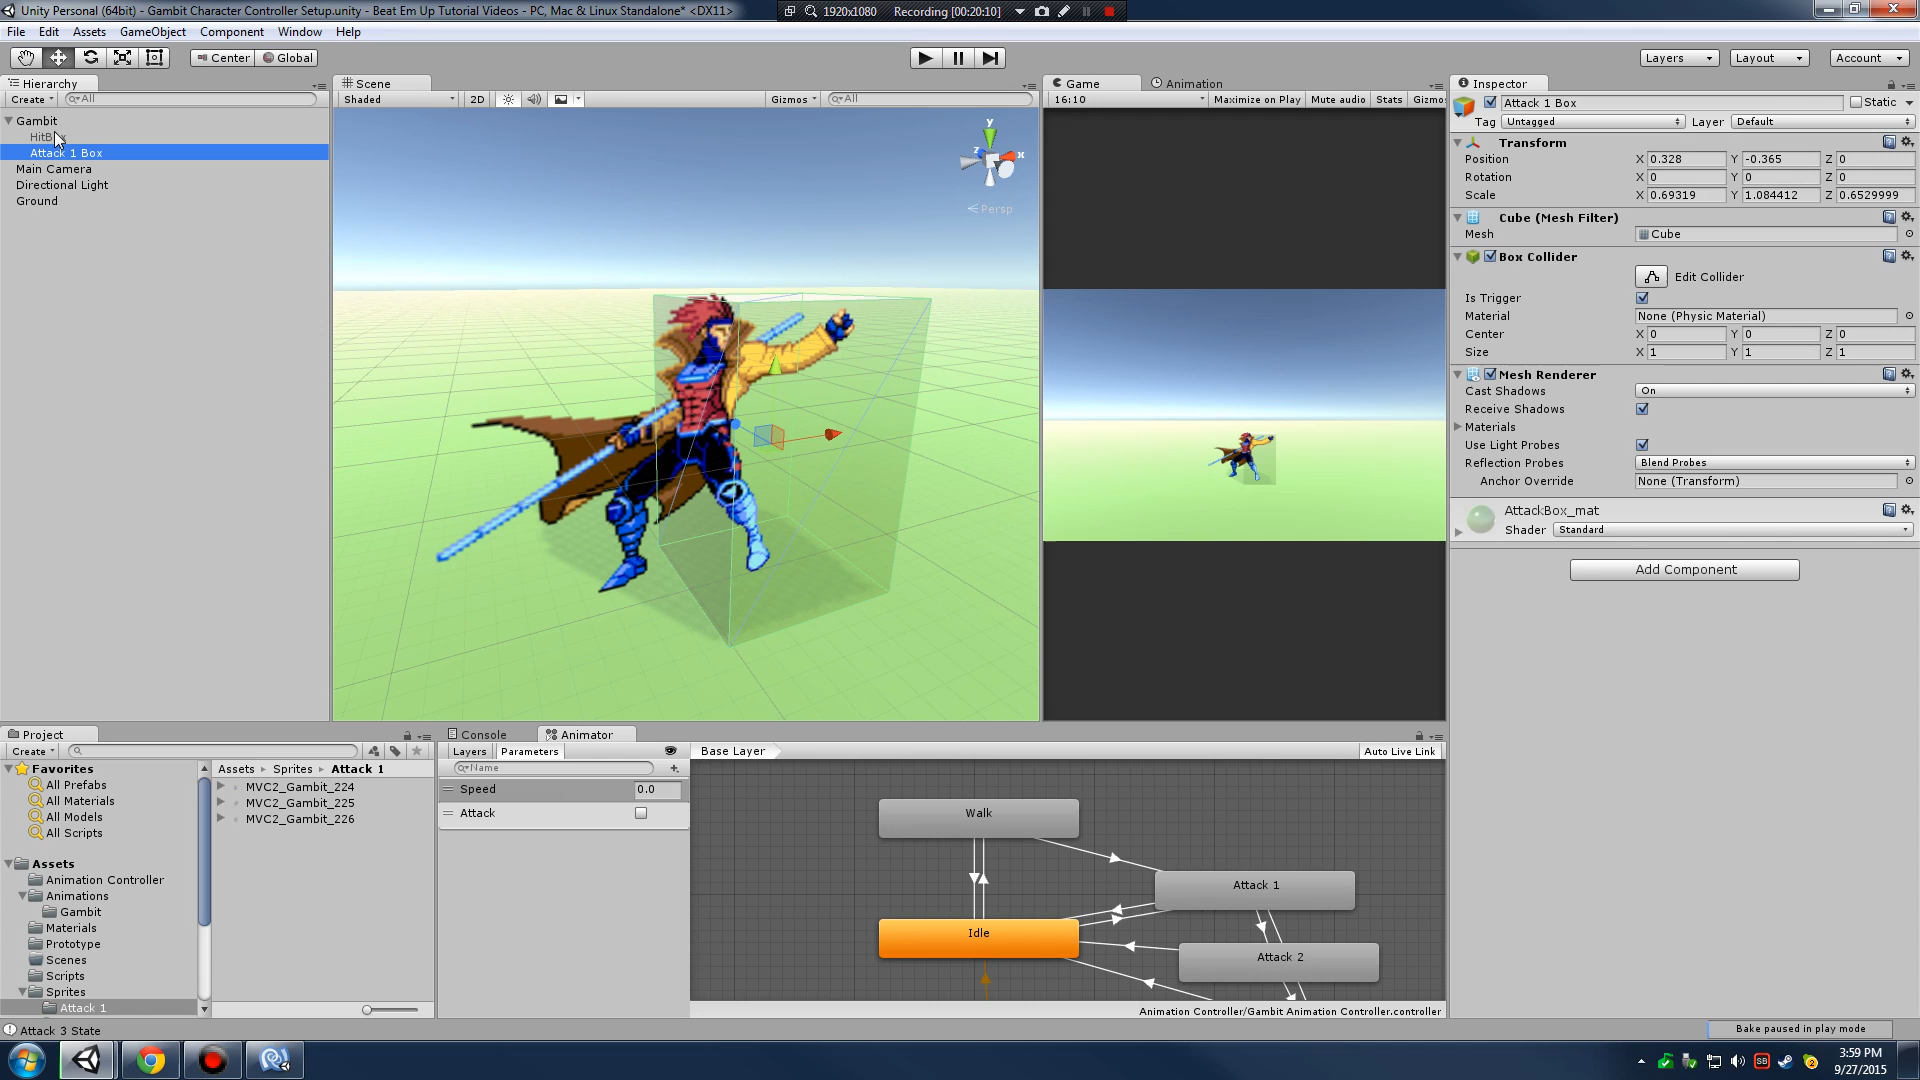 Unity Personal (64bit) - Gambit Character Controller Setup.unity - Beat Em Up Tutorial Videos - PC, Mac & Linux Standalone* <DX11>
1920x1080 Recording [00:20:10]
File Edit Assets GameObject Component Window Help
Center Global
Layers Layout Account
Hierarchy
Create All
Gambit
Attack 1 Box
Main Camera
Directional Light
Ground
Scene
Shaded 2D Gizmos All
y
z x
Persp
Game Animation
16:10 Maximize on Play Mute audio Stats Gizmos
Inspector
Attack 1 Box Static
Tag Untagged Layer Default
Transform
Position X 0.328 Y -0.365 Z 0
Rotation X 0 Y 0 Z 0
Scale X 0.69319 Y 1.084412 Z 0.6529999
Cube (Mesh Filter)
Mesh Cube
Box Collider
Edit Collider
Is Trigger
Material None (Physic Material)
Center X 0 Y 0 Z 0
Size X 1 Y 1 Z 1
Mesh Renderer
Cast Shadows On
Receive Shadows
Materials
Use Light Probes
Reflection Probes Blend Probes
Anchor Override None (Transform)
AttackBox_mat
Shader Standard
Add Component
Project
Create
Favorites
All Prefabs
All Materials
All Models
All Scripts
Assets
Animation Controller
Animations
Gambit
Materials
Prototype
Scenes
Scripts
Sprites
Attack 1
Assets Sprites Attack 1
MVC2_Gambit_224
MVC2_Gambit_225
MVC2_Gambit_226
Console Animator
Layers Parameters
Name
Speed 0.0
Attack
Base Layer
Auto Live Link
Walk
Attack 1
Idle
Attack 2
Animation Controller/Gambit Animation Controller.controller
Attack 3 State
Bake paused in play mode
SB
2
3:59 PM
9/27/2015